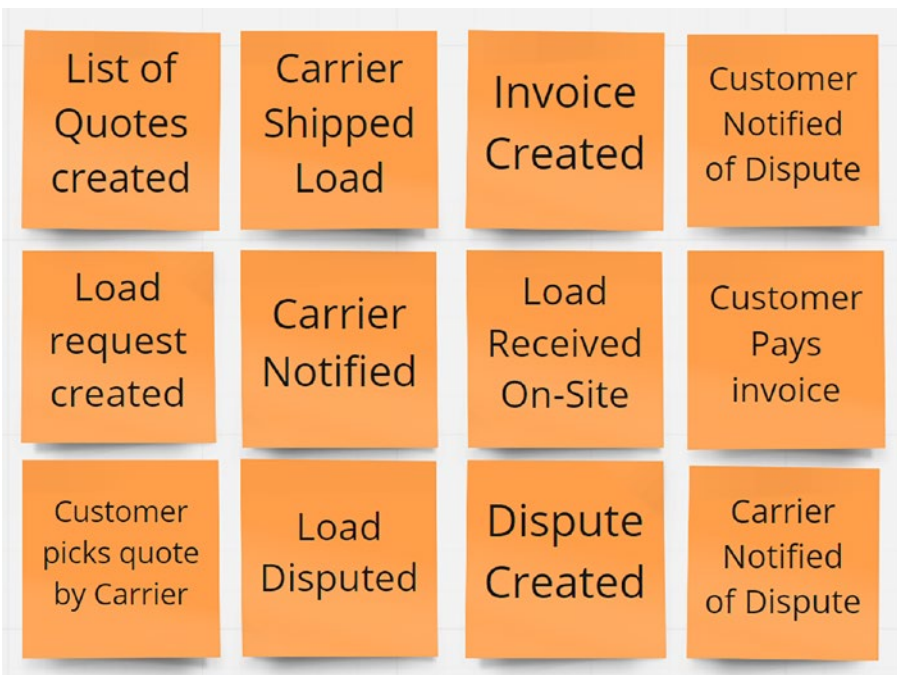 List of
Quotes
created
Carrier
Shipped
Load
Invoice
Created
Customer
Notified
of Dispute
Load
request
created
Carrier
Notified
Load
Received
On-Site
Customer
Pays
invoice
Customer
picks quote
by Carrier
Load
Disputed
Dispute
Created
Carrier
Notified
of Dispute